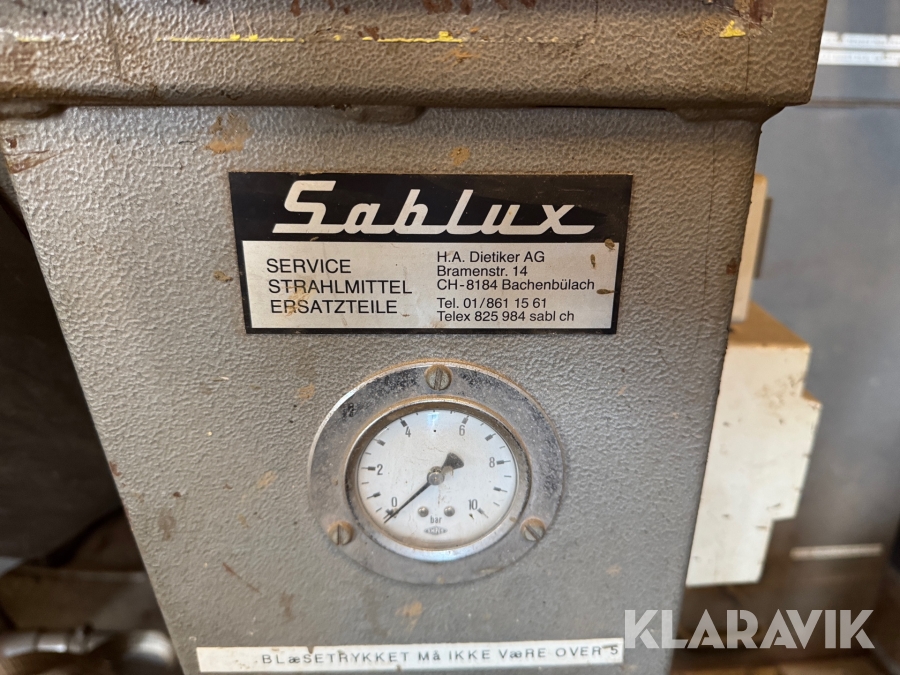 Sablux
SERVICE
STRAHLMITTEL
ERSATZTEILE
H.A. Dietiker AG
Bramenstr. 14
CH-8184 Bachenbülach
Tel. 01/861 15 61
Telex 825 984 sabl ch
0
2
4
6
8
10
bar
BLæSETRYKKET Må IKKE VæRE OVER 5
KLARAVIK